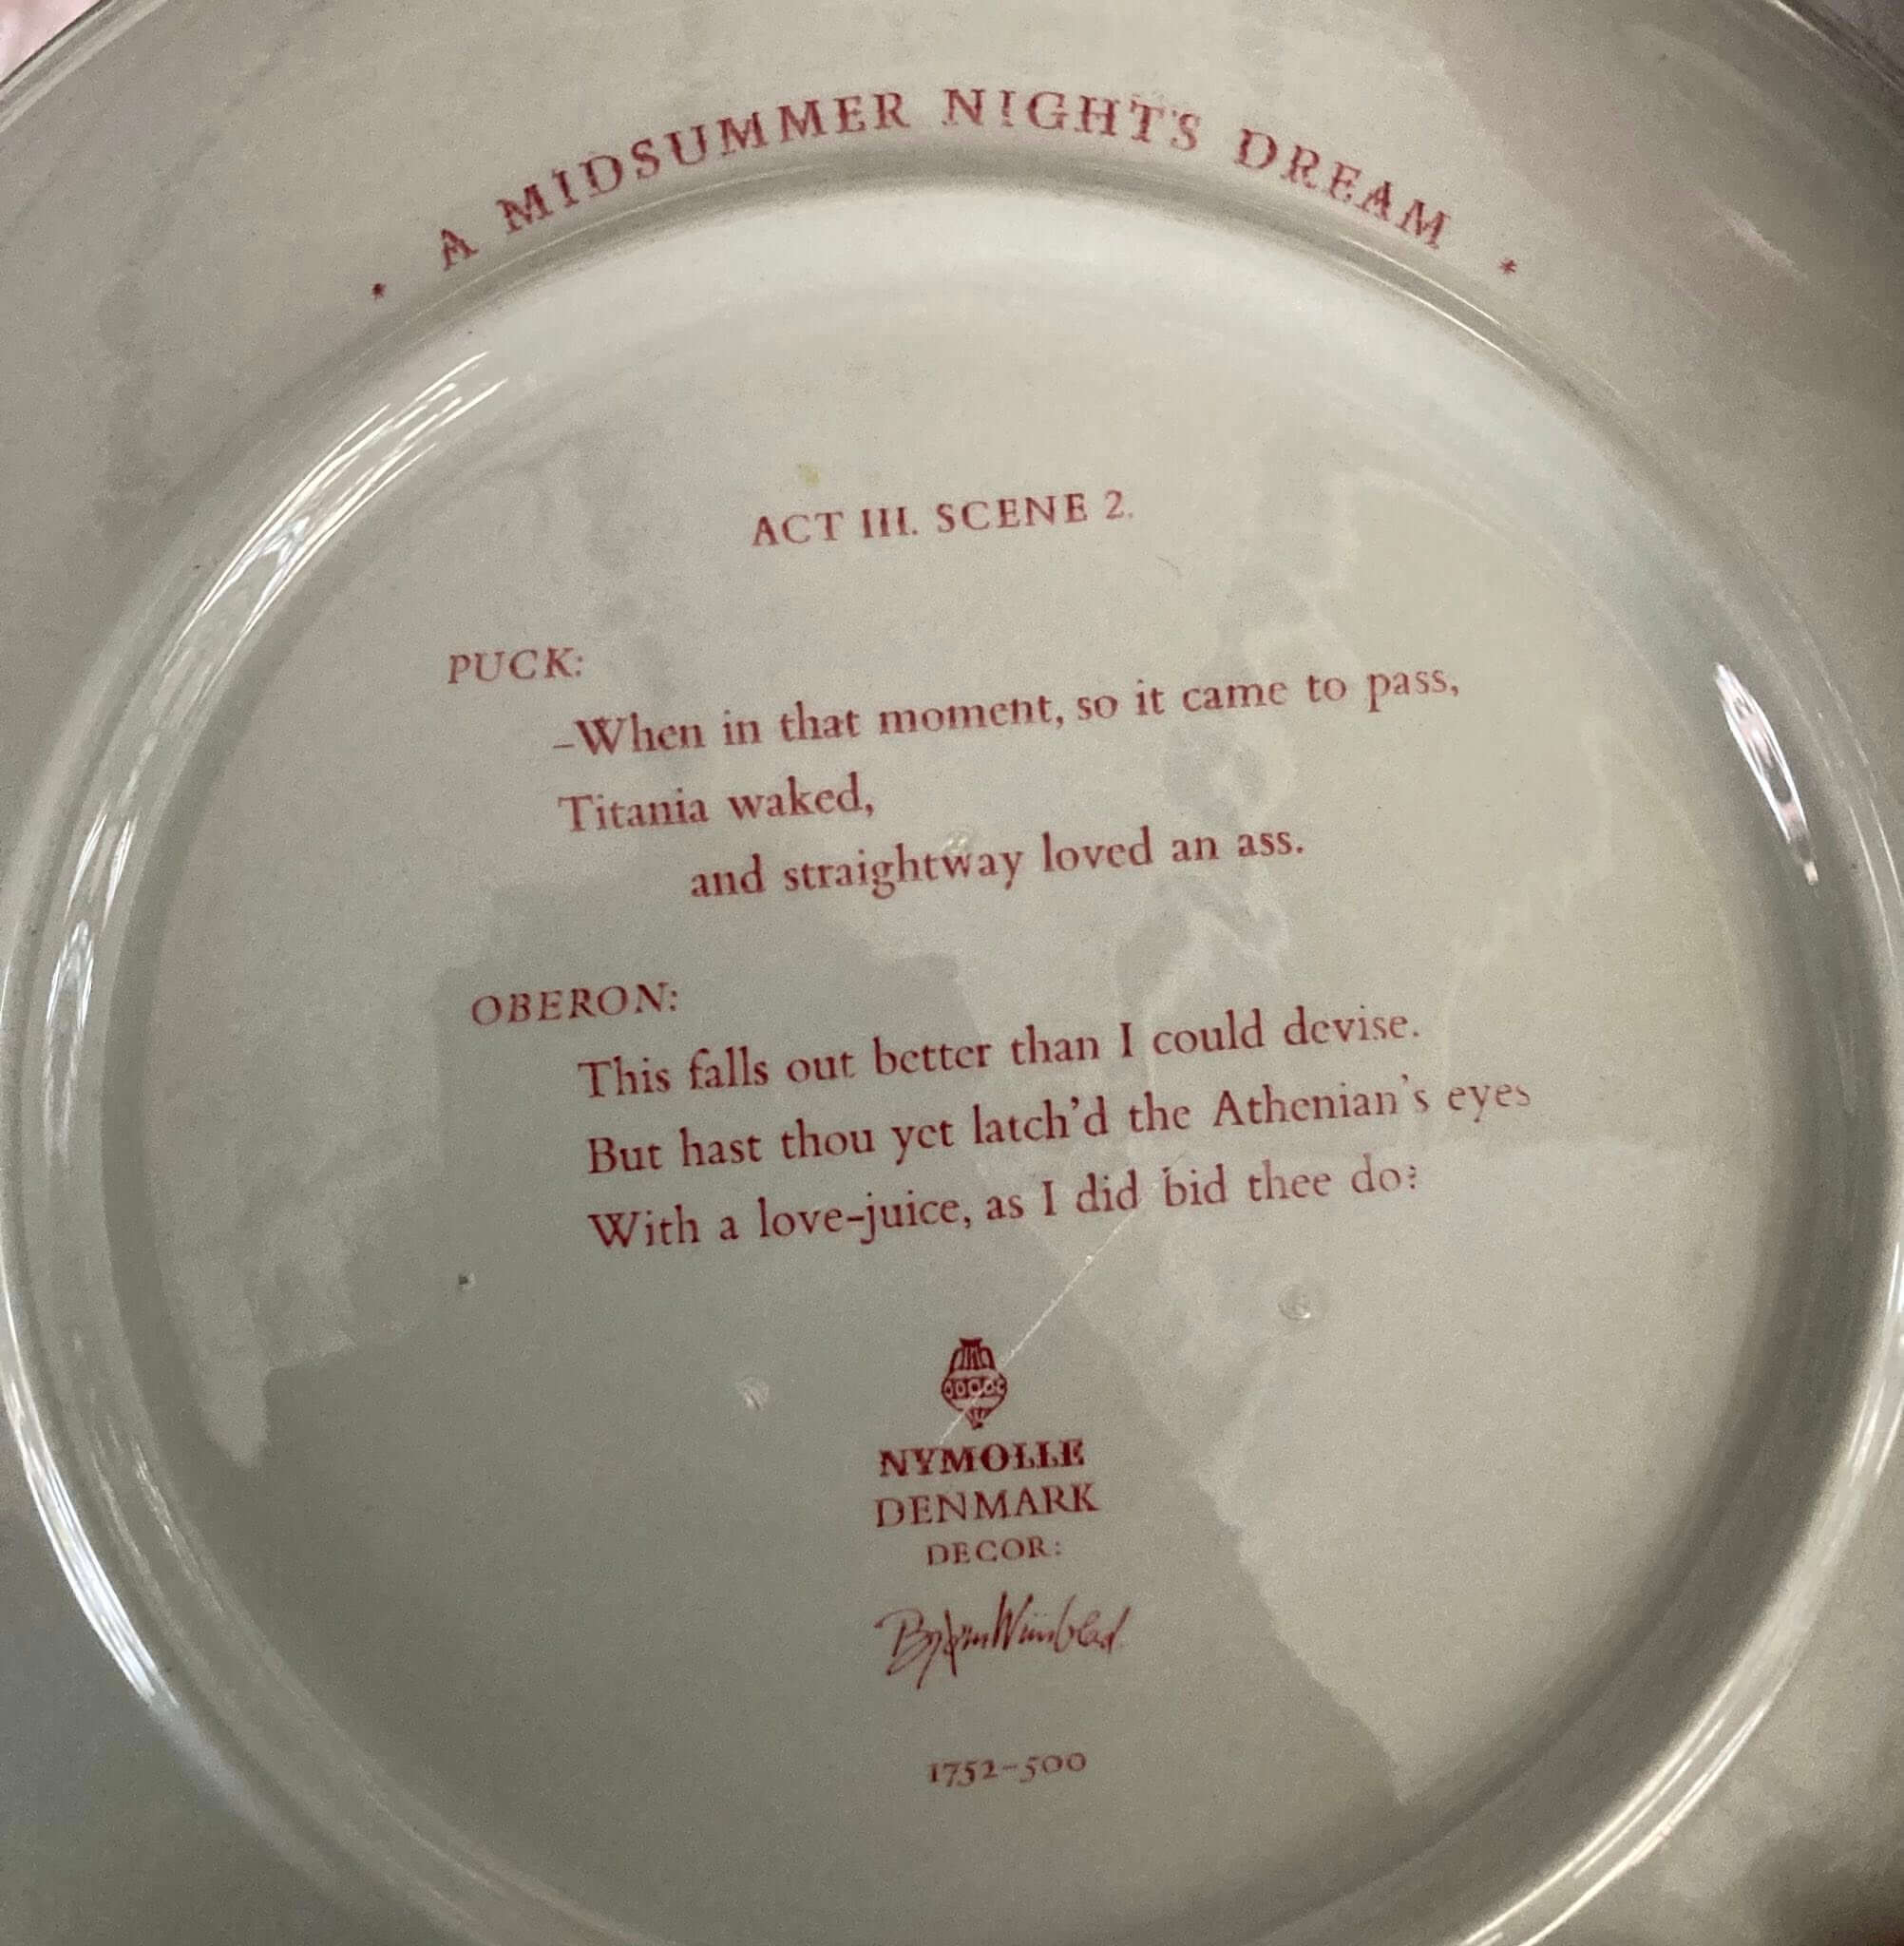 * A MIDSUMMER NIGHT'S DREAM *
ACT III. SCENE 2.
PUCK:
–When in that moment, so it came to pass,
Titania waked,
and straightway loved an ass.
OBERON:
This falls out better than I could devise.
But hast thou yet latch'd the Athenian's eyes
With a love-juice, as I did bid thee do?
NYMOLLE
DENMARK
DECOR:
Bjørn Wiinblad
1752-500